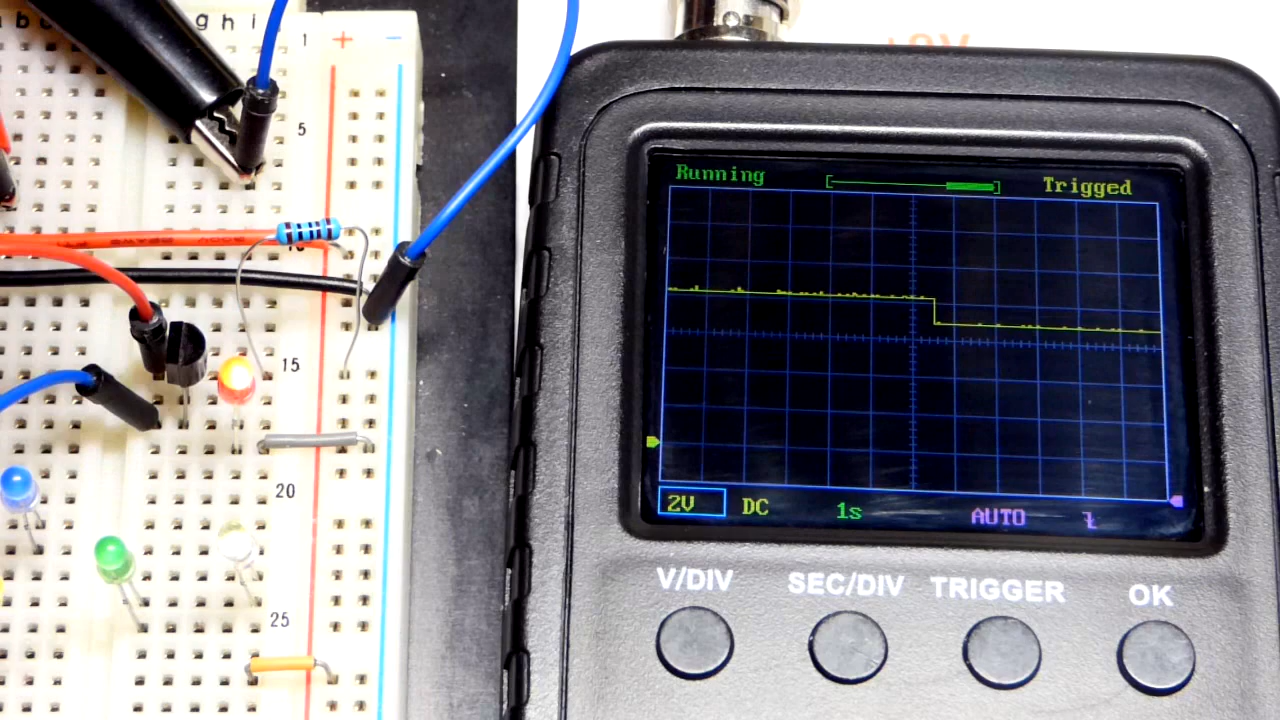 g h i
1
+ −
5
15
20
25
Running
Trigged
2V DC 1s AUTO
V/DIV SEC/DIV TRIGGER OK